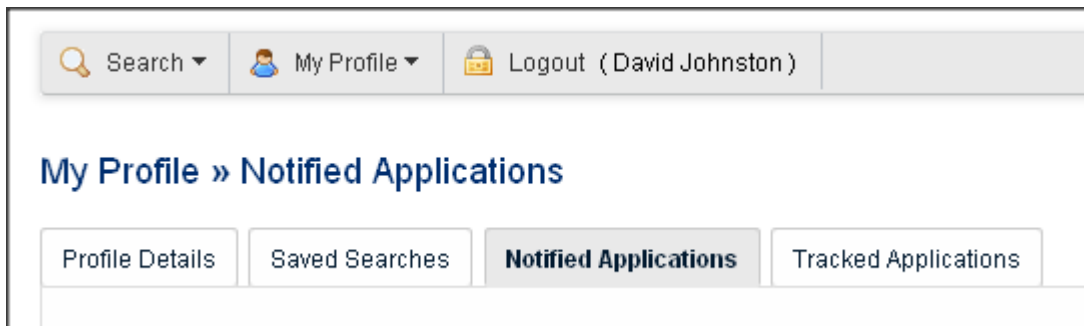 Search My Profile Logout ( David Johnston )
My Profile » Notified Applications
Profile Details Saved Searches Notified Applications Tracked Applications